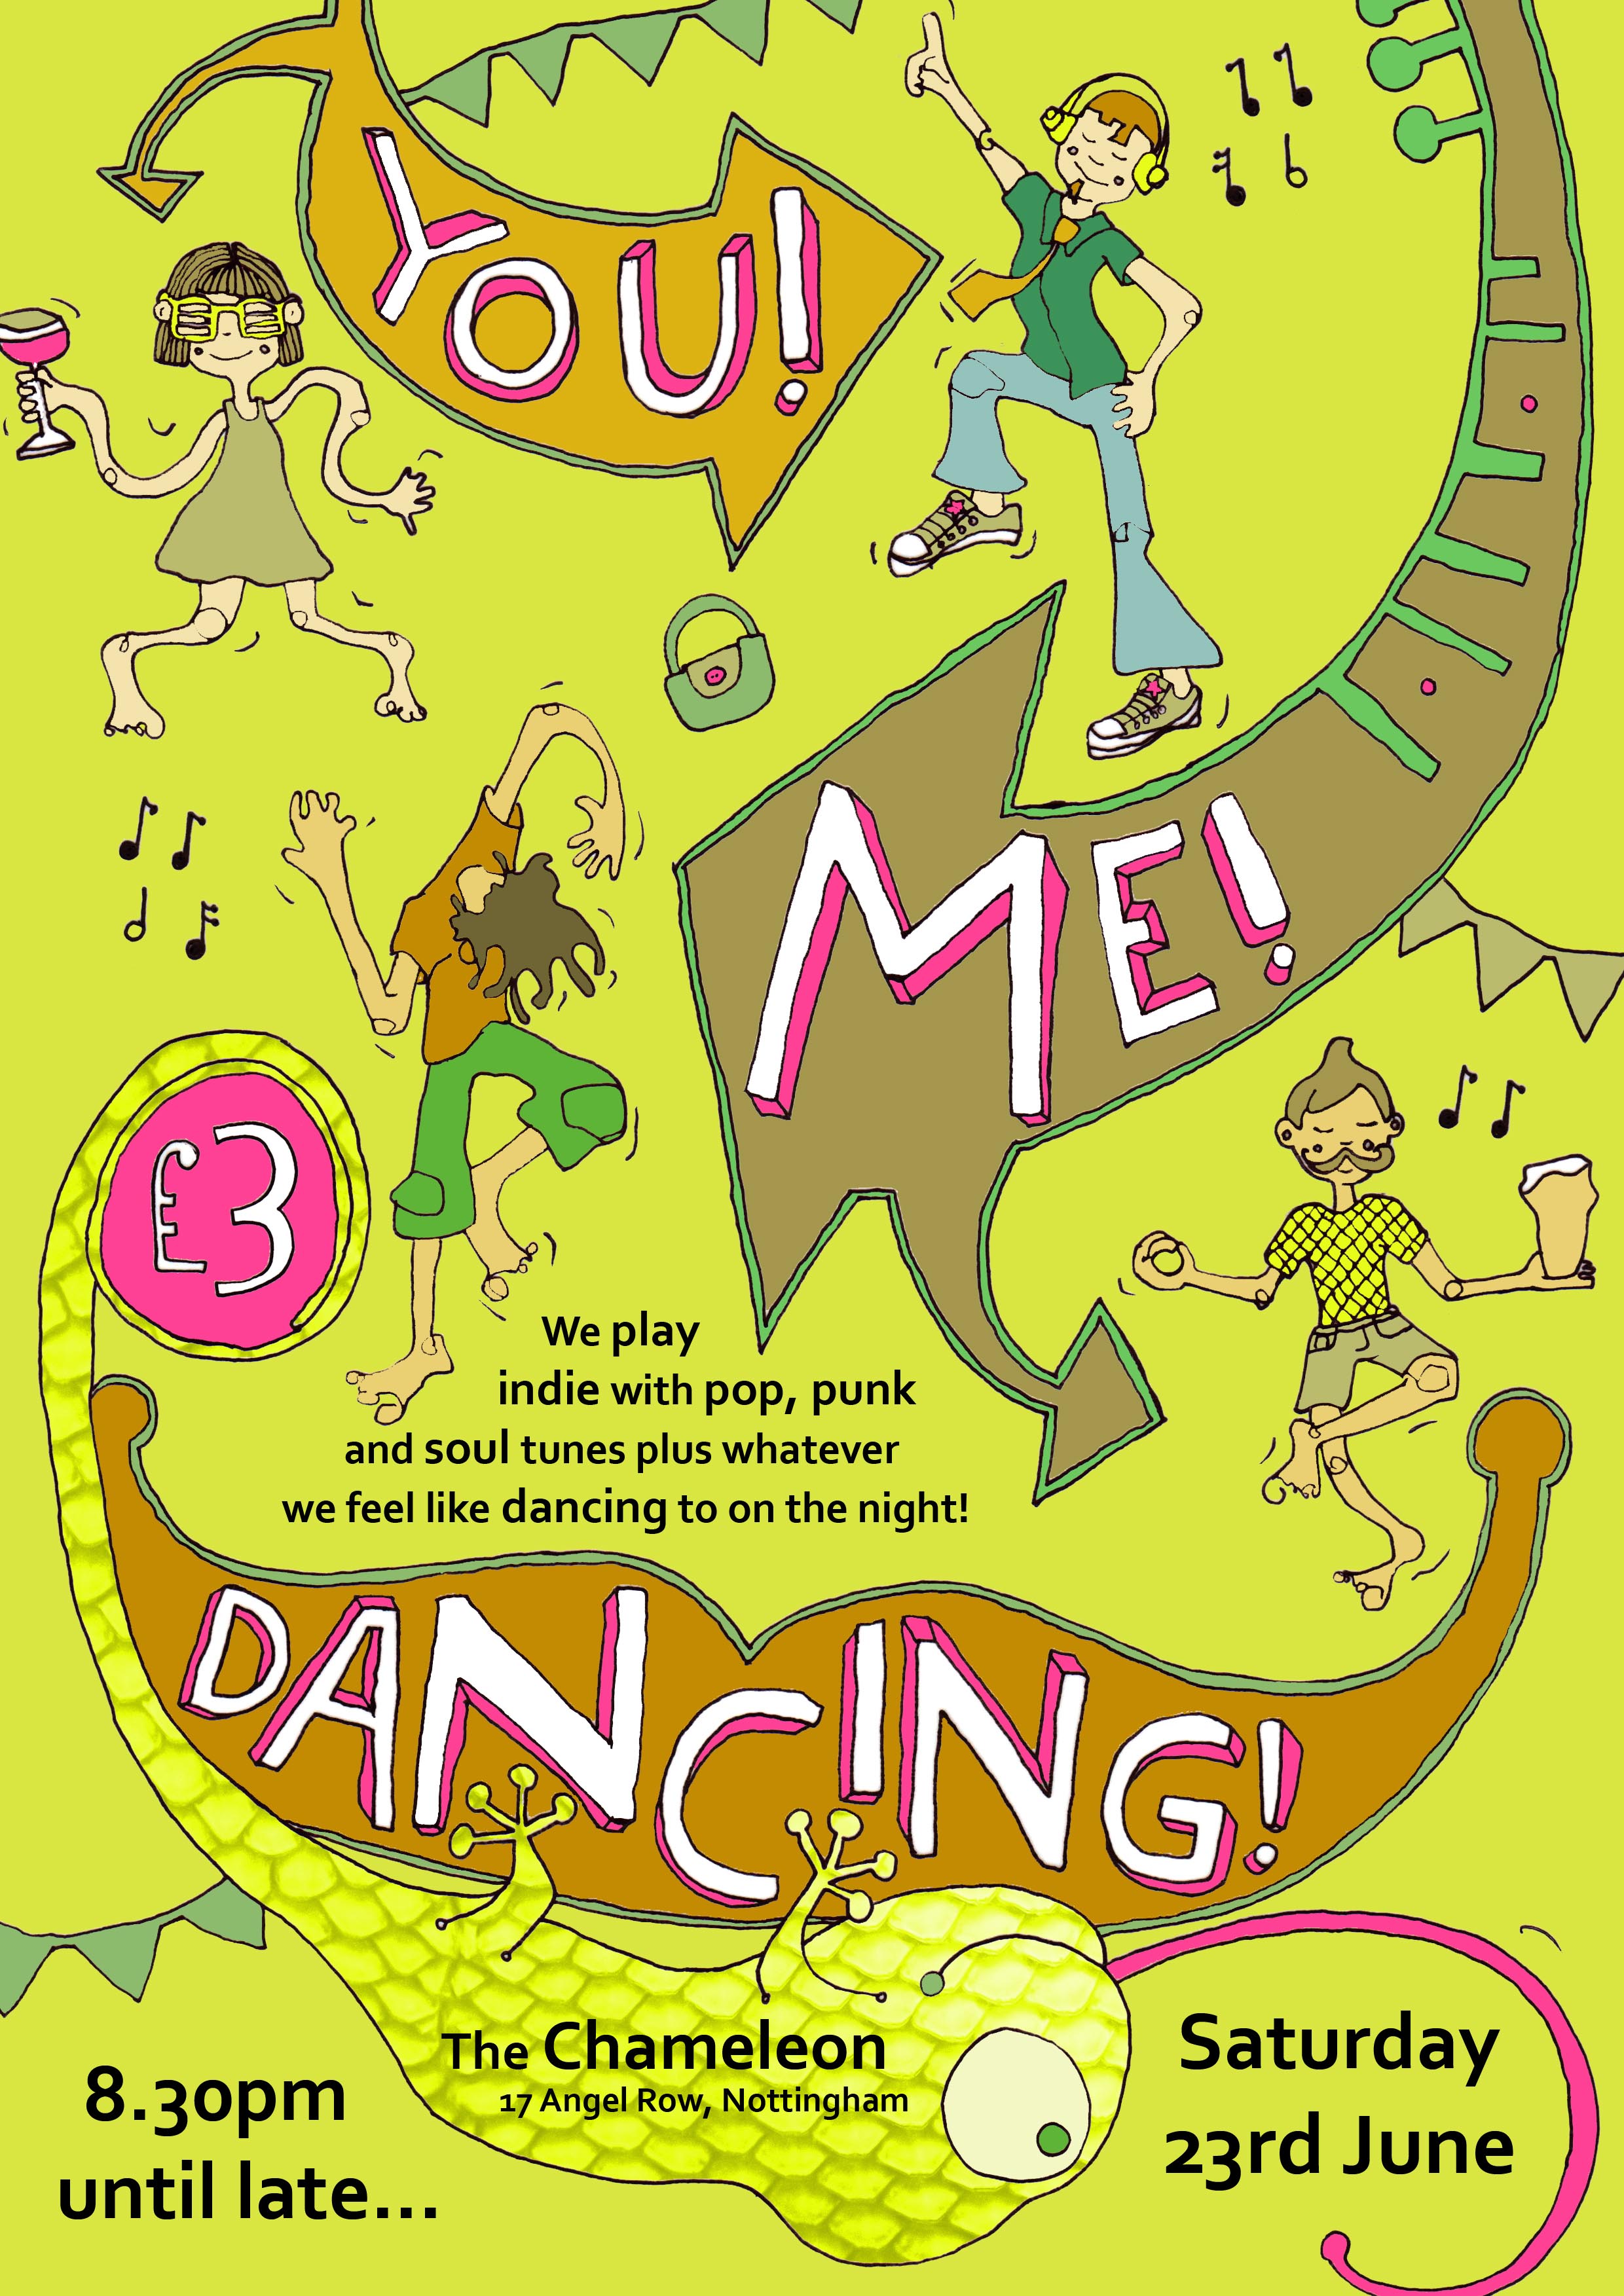 YOU!
ME!
£3
We play
indie with pop, punk
and soul tunes plus whatever
we feel like dancing to on the night!
DANCING!
The Chameleon
17 Angel Row, Nottingham
8.30pm
until late...
Saturday
23rd June